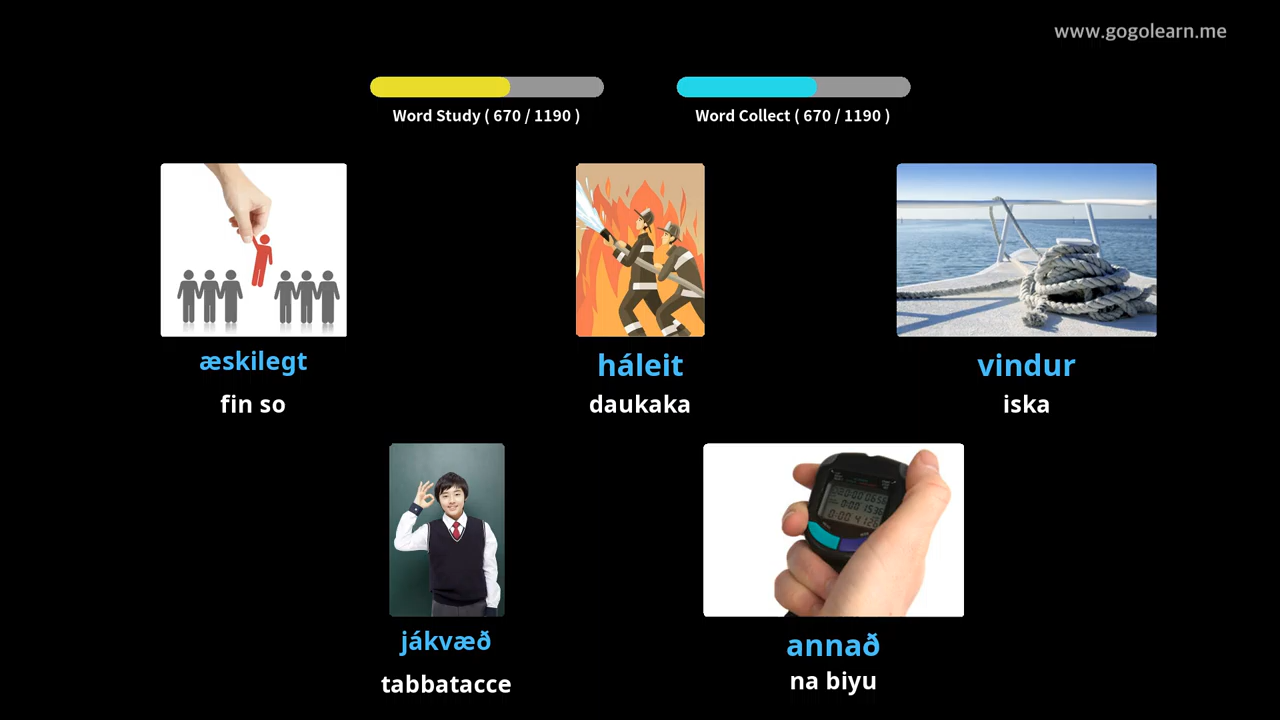 www.gogolearn.me
Word Study ( 670 / 1190 )
Word Collect ( 670 / 1190 )
æskilegt
fin so
háleit
daukaka
vindur
iska
jákvæð
tabbatacce
annað
na biyu